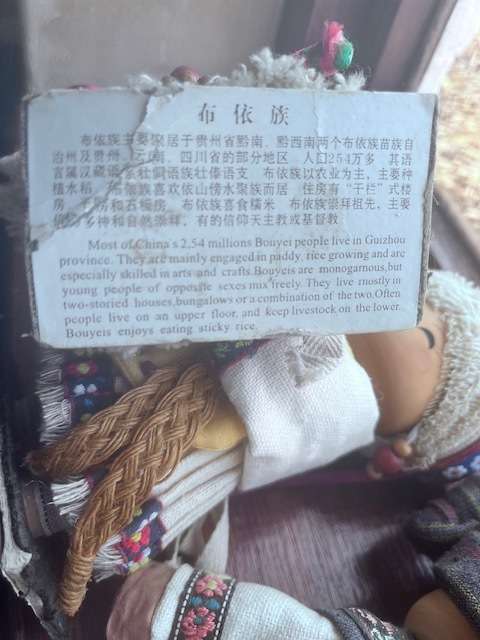 布依族
布依族主要聚居于贵州省黔南、黔西南两个布依族苗族自
治州及贵州、云南、四川省的部分地区 人口254万多 其语
言属汉藏语系壮侗语族壮傣语支 布依族以农业为主，主要种
植水稻。 布依族喜欢依山傍水聚族而居 住房有“干栏”式楼
房、平房和石板房。布依族喜食糯米 布依族崇拜祖先，主要
多神和自然崇拜，有的信仰天主教或基督教
Most of China's 2,54 millions Bouyei people live in Guizhou
province. They are mainly engaged in paddy, rice growing and are
especially skilled in arts and crafts.Bouyeis are monogamous,but
young people of opposite sexes mix freely They live mostly in
two-storied houses,bungalows or a combination of the two.Often
people live on an upper floor, and keep livestock on the lower.
Bouyeis enjoys eating sticky rice.